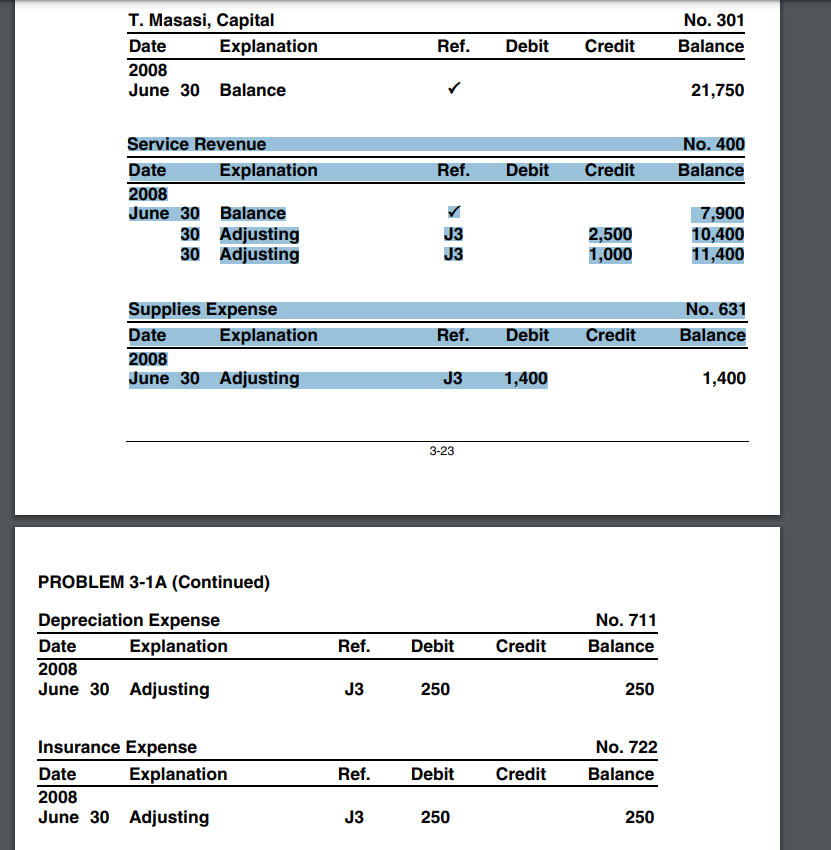 T. Masasi, Capital No. 301
Date Explanation Ref. Debit Credit Balance
2008
June 30 Balance ✓ 21,750
Service Revenue No. 400
Date Explanation Ref. Debit Credit Balance
2008
June 30 Balance ✓ 7,900
30 Adjusting J3 2,500 10,400
30 Adjusting J3 1,000 11,400
Supplies Expense No. 631
Date Explanation Ref. Debit Credit Balance
2008
June 30 Adjusting J3 1,400 1,400
3-23
PROBLEM 3-1A (Continued)
Depreciation Expense No. 711
Date Explanation Ref. Debit Credit Balance
2008
June 30 Adjusting J3 250 250
Insurance Expense No. 722
Date Explanation Ref. Debit Credit Balance
2008
June 30 Adjusting J3 250 250